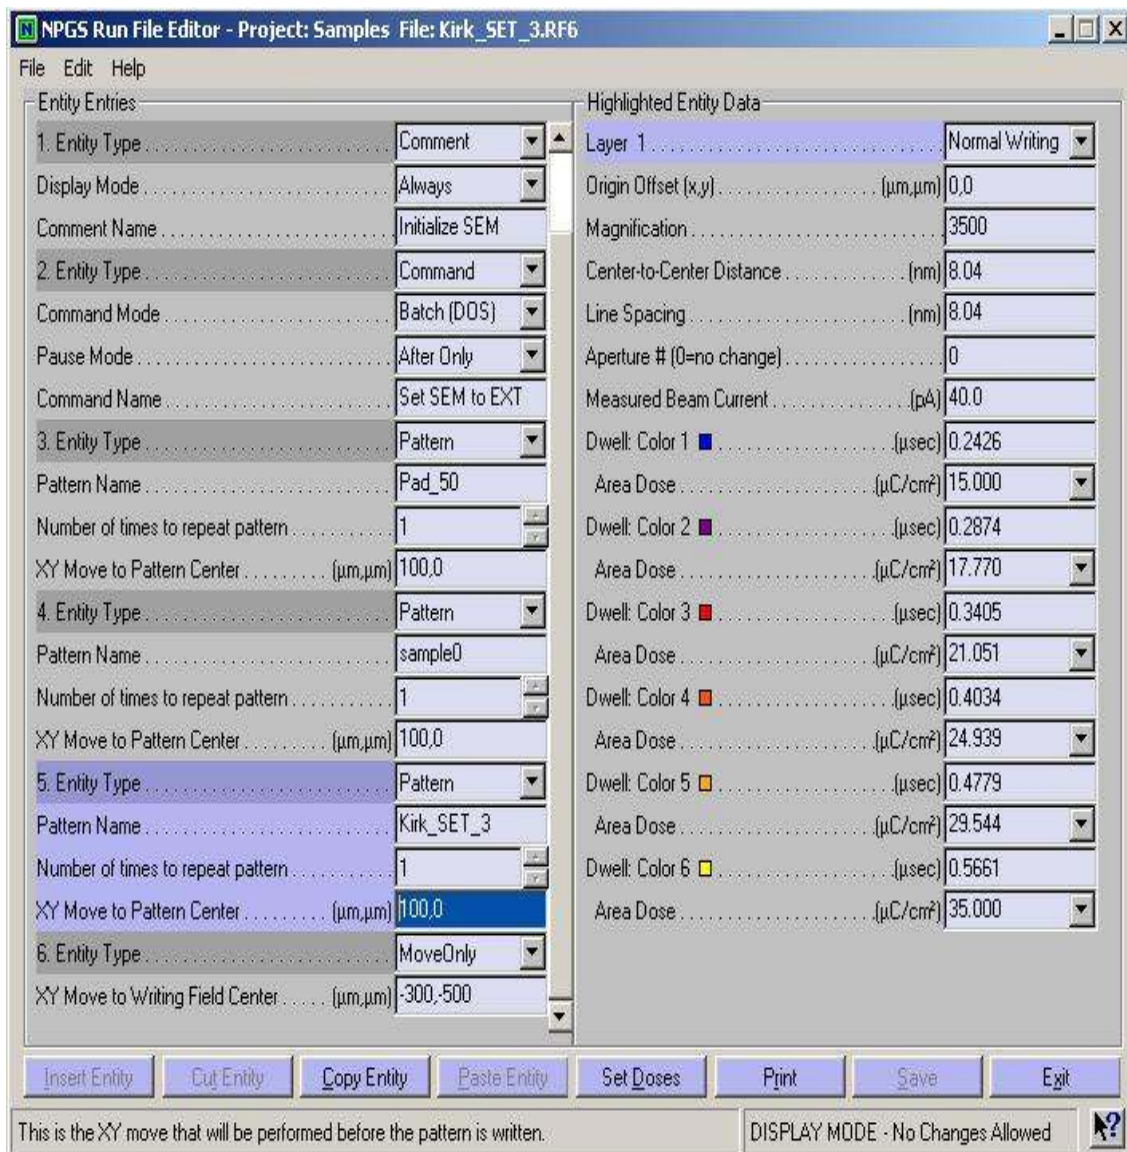 NPGS Run File Editor - Project: Samples File: Kirk_SET_3.RF6
File Edit Help
Entity Entries
1. Entity Type Comment
Display Mode Always
Comment Name Initialize SEM
2. Entity Type Command
Command Mode Batch (DOS)
Pause Mode After Only
Command Name Set SEM to EXT
3. Entity Type Pattern
Pattern Name Pad_50
Number of times to repeat pattern 1
XY Move to Pattern Center (µm,µm) 100,0
4. Entity Type Pattern
Pattern Name sample0
Number of times to repeat pattern 1
XY Move to Pattern Center (µm,µm) 100,0
5. Entity Type Pattern
Pattern Name Kirk_SET_3
Number of times to repeat pattern 1
XY Move to Pattern Center (µm,µm) 100,0
6. Entity Type MoveOnly
XY Move to Writing Field Center (µm,µm) -300,-500
Highlighted Entity Data
Layer 1 Normal Writing
Origin Offset (x,y) (µm,µm) 0,0
Magnification 3500
Center-to-Center Distance (nm) 8.04
Line Spacing (nm) 8.04
Aperture # (0=no change) 0
Measured Beam Current (pA) 40.0
Dwell: Color 1 (µsec) 0.2426
Area Dose (µC/cm²) 15.000
Dwell: Color 2 (µsec) 0.2874
Area Dose (µC/cm²) 17.770
Dwell: Color 3 (µsec) 0.3405
Area Dose (µC/cm²) 21.051
Dwell: Color 4 (µsec) 0.4034
Area Dose (µC/cm²) 24.939
Dwell: Color 5 (µsec) 0.4779
Area Dose (µC/cm²) 29.544
Dwell: Color 6 (µsec) 0.5661
Area Dose (µC/cm²) 35.000
Insert Entity Cut Entity Copy Entity Paste Entity Set Doses Print Save Exit
This is the XY move that will be performed before the pattern is written. DISPLAY MODE - No Changes Allowed